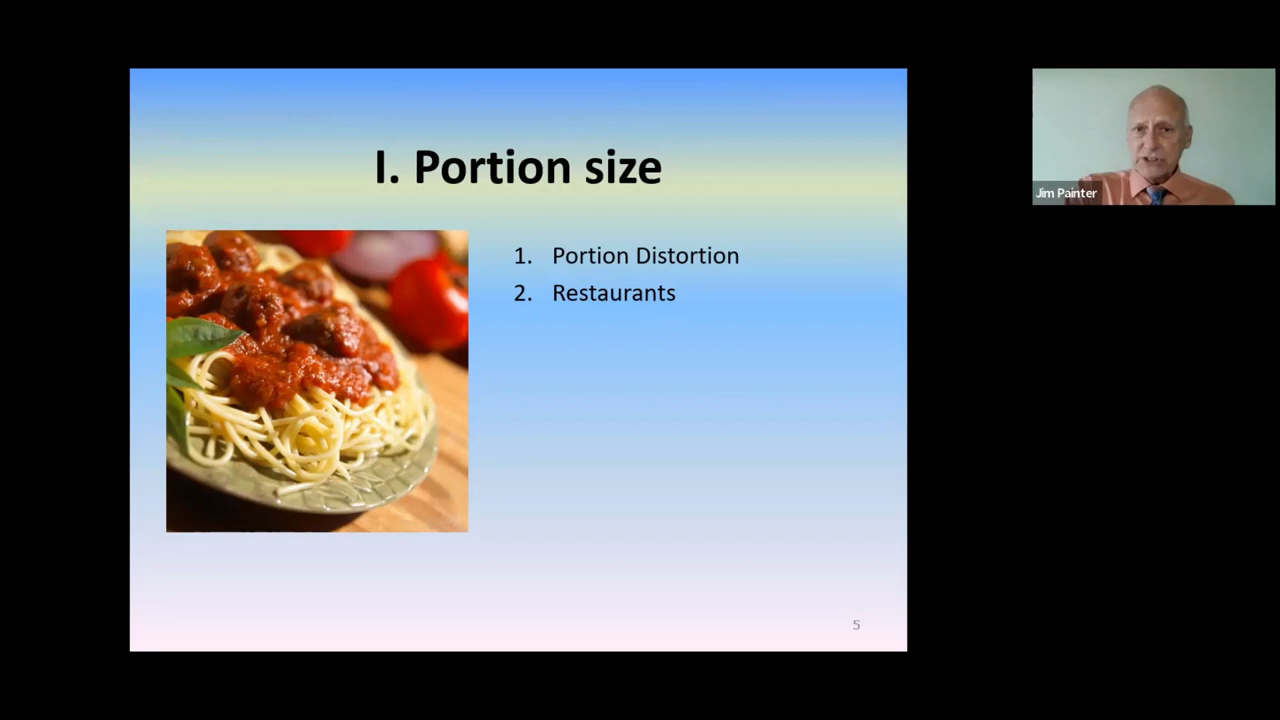 I. Portion size
1. Portion Distortion
2. Restaurants
5
Jim Painter